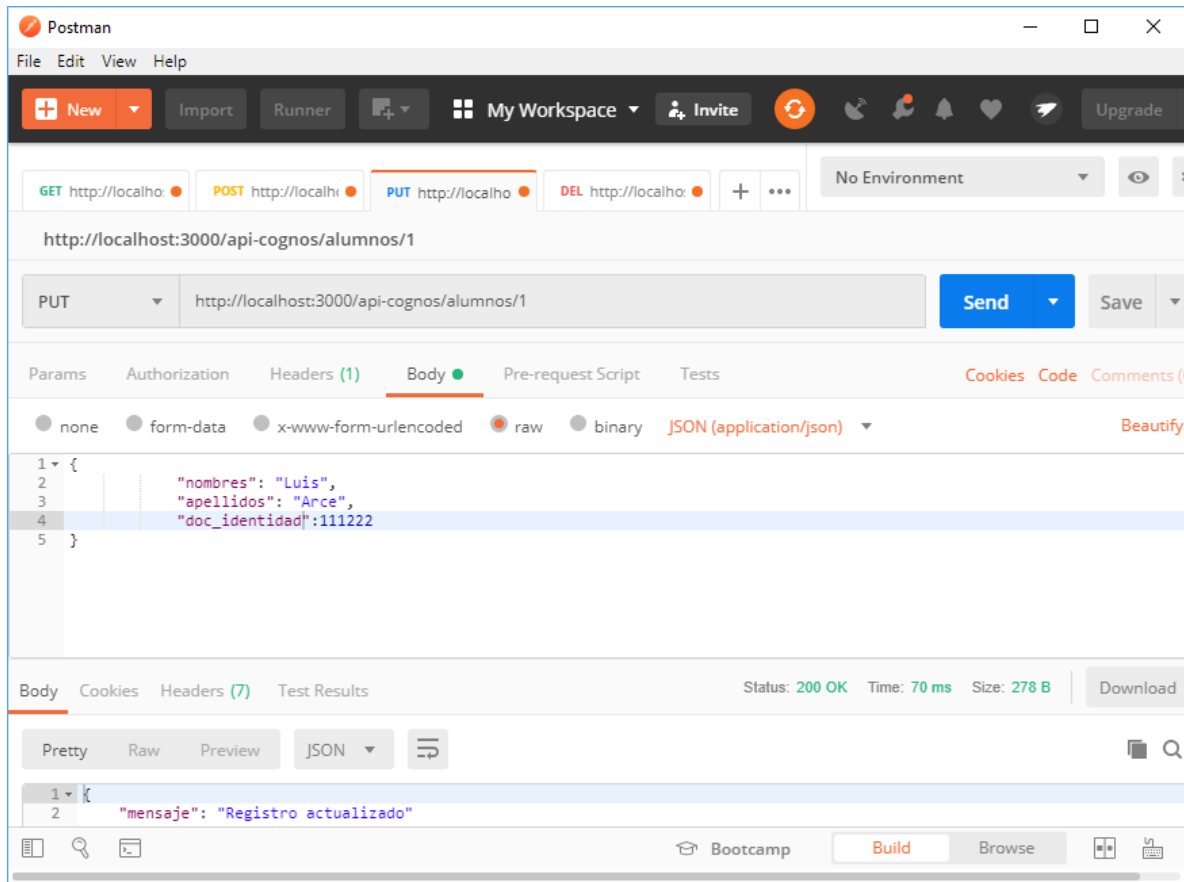 Postman
File Edit View Help
New Import Runner My Workspace Invite Upgrade
GET http://localho: POST http://localh PUT http://localho DEL http://localho: + ••• No Environment
http://localhost:3000/api-cognos/alumnos/1
PUT http://localhost:3000/api-cognos/alumnos/1 Send Save
Params Authorization Headers (1) Body Pre-request Script Tests Cookies Code Comments (
none form-data x-www-form-urlencoded raw binary JSON (application/json) Beautify
1 {
2 "nombres": "Luis",
3 "apellidos": "Arce",
4 "doc_identidad":111222
5 }
Body Cookies Headers (7) Test Results Status: 200 OK Time: 70 ms Size: 278 B Download
Pretty Raw Preview JSON
1 {
2 "mensaje": "Registro actualizado"
Bootcamp Build Browse